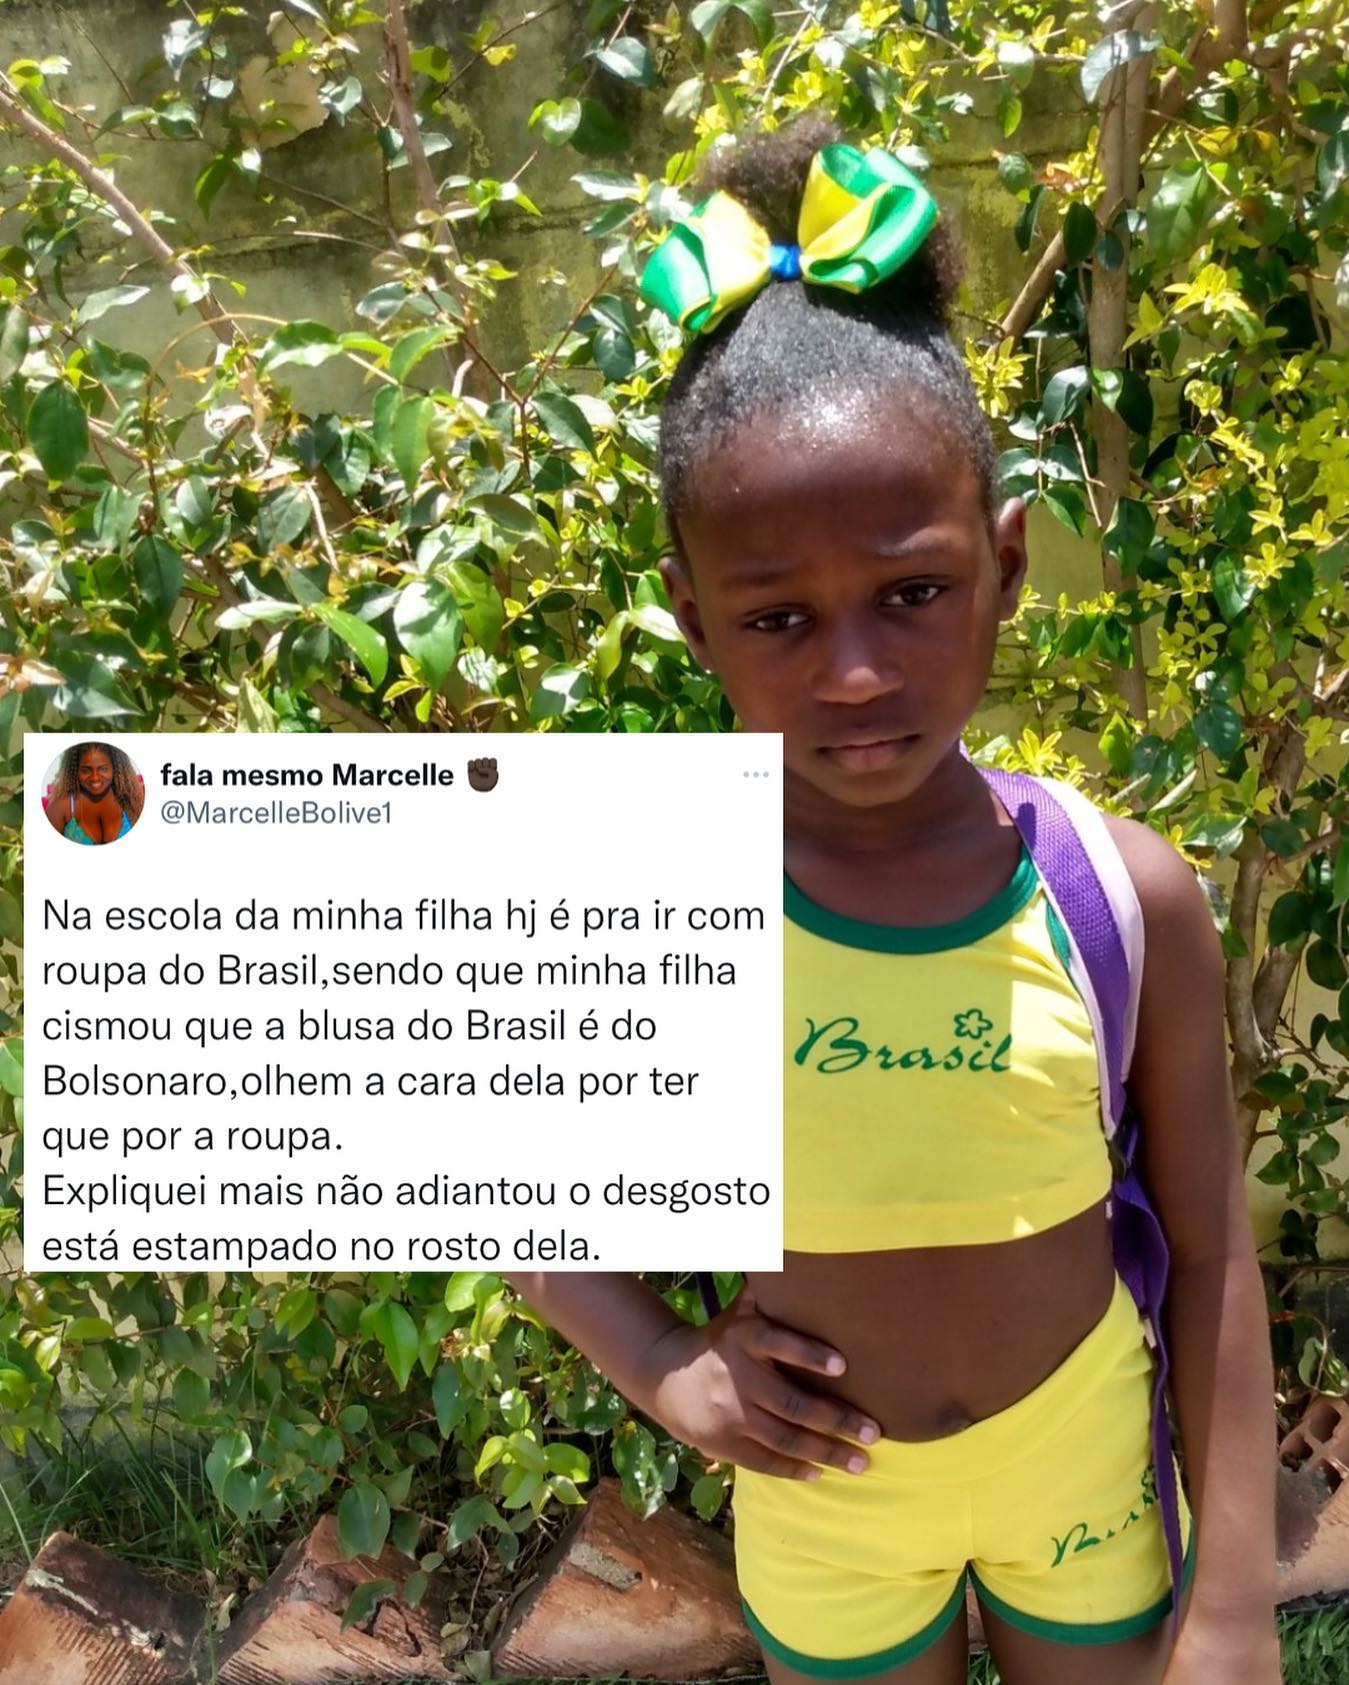 fala mesmo Marcelle ✊🏿
@MarcelleBolive1
Na escola da minha filha hj é pra ir com
roupa do Brasil,sendo que minha filha
cismou que a blusa do Brasil é do
Bolsonaro,olhem a cara dela por ter
que por a roupa.
Expliquei mais não adiantou o desgosto
está estampado no rosto dela.
Brasil
Brasil